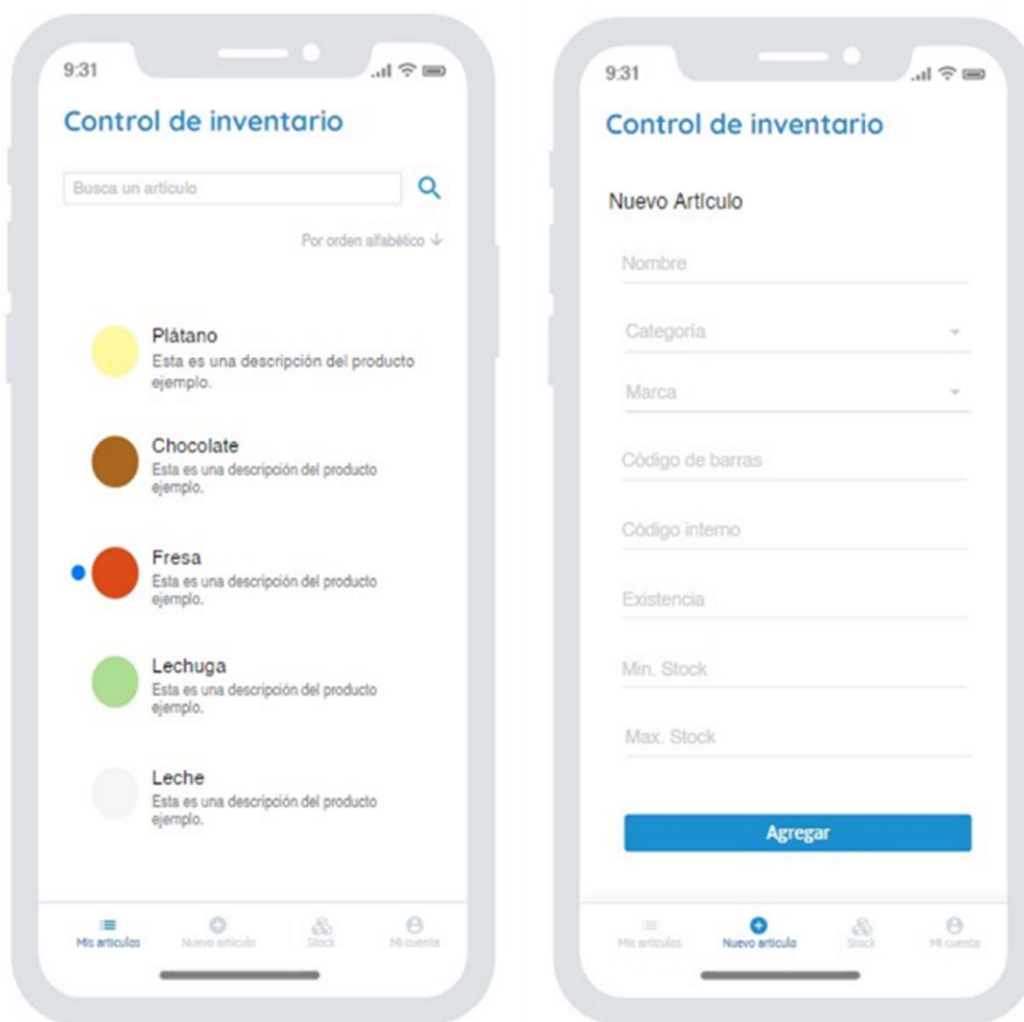 9:31
Control de inventario
Busca un artículo
Por orden alfabético
Plátano
Esta es una descripción del producto
ejemplo.
Chocolate
Esta es una descripción del producto
ejemplo.
Fresa
Esta es una descripción del producto
ejemplo.
Lechuga
Esta es una descripción del producto
ejemplo.
Leche
Esta es una descripción del producto
ejemplo.
Mis artículos
Nuevo artículo
Stock
Mi cuenta
9:31
Control de inventario
Nuevo Artículo
Nombre
Categoría
Marca
Código de barras
Código interno
Existencia
Min. Stock
Max. Stock
Agregar
Mis artículos
Nuevo artículo
Stock
Mi cuenta